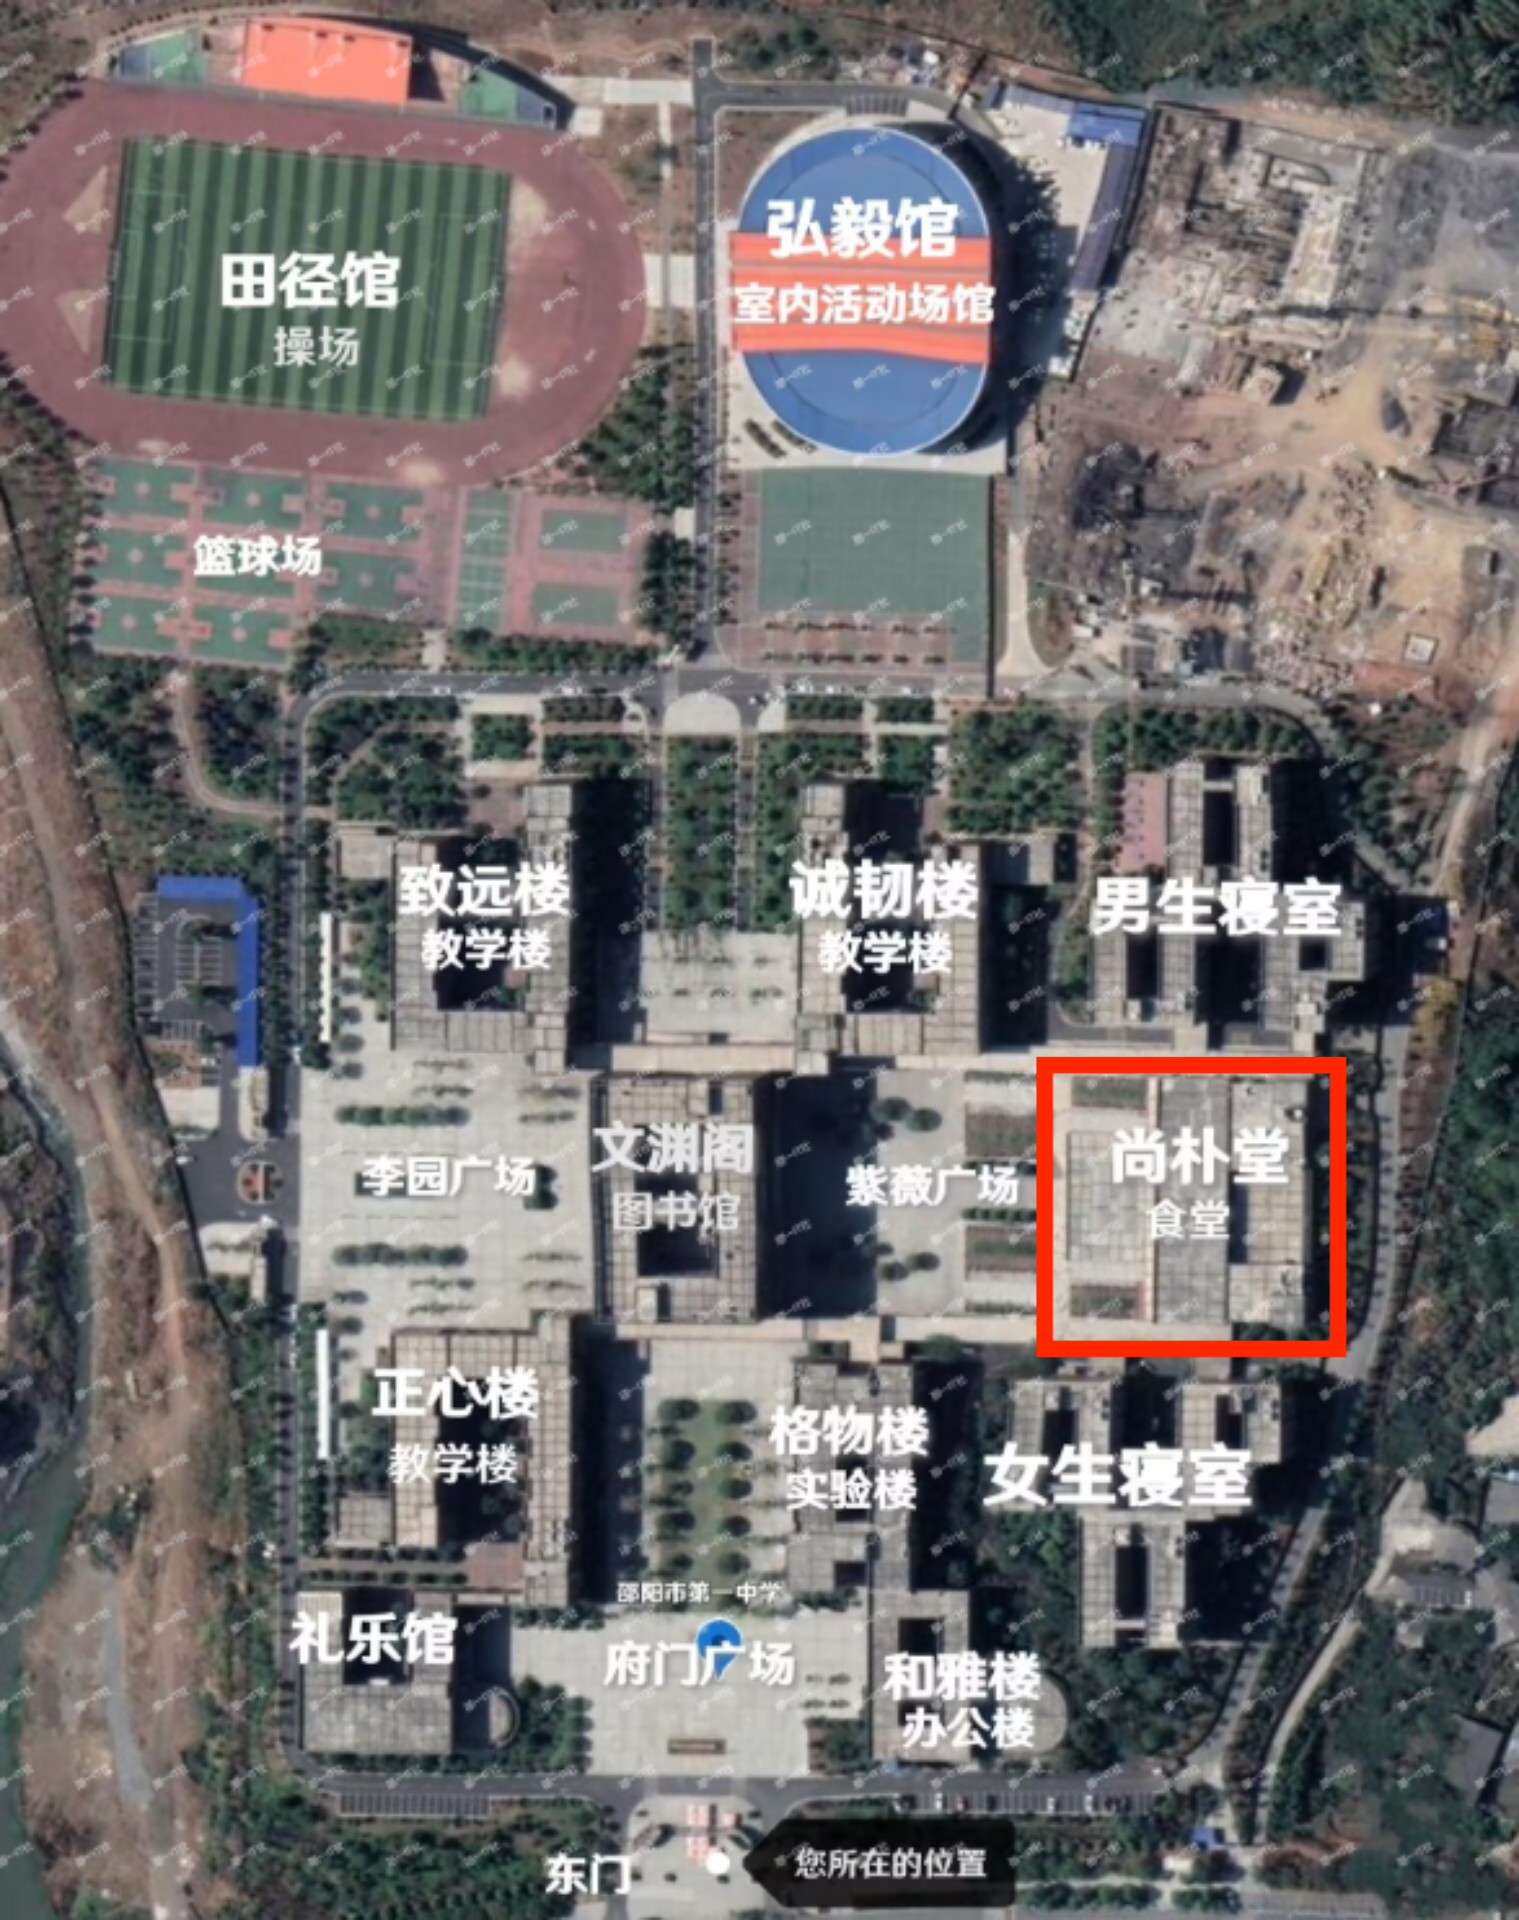 弘毅馆
室内活动场馆
田径馆
操场
篮球场
致远楼
教学楼
诚韧楼
教学楼
男生寝室
李园广场
文渊阁
图书馆
紫薇广场
尚朴堂
食堂
正心楼
教学楼
格物楼
实验楼
女生寝室
邵阳市第一中学
礼乐馆
府门广场
和雅楼
办公楼
东门
您所在的位置